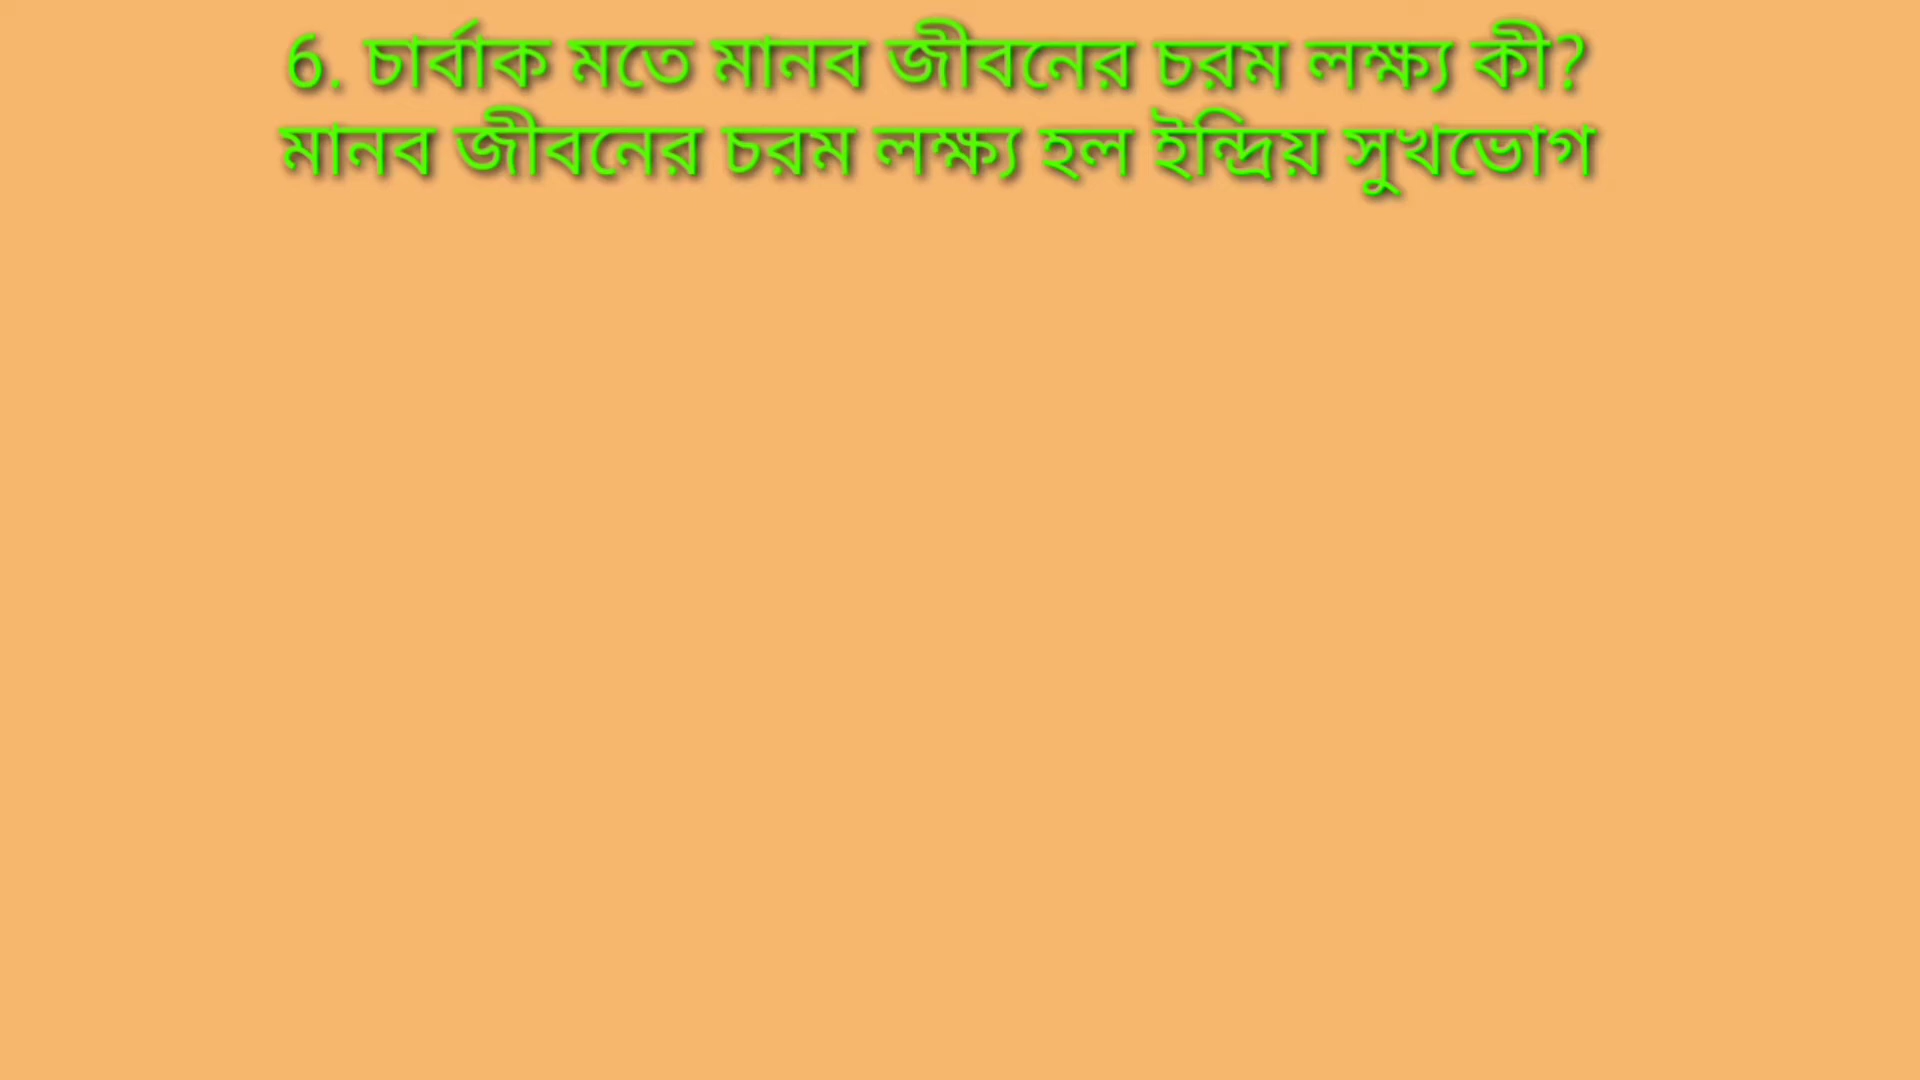 6. চার্বাক মতে মানব জীবনের চরম লক্ষ্য কী?
মানব জীবনের চরম লক্ষ্য হল ইন্দ্রিয় সুখভোগ